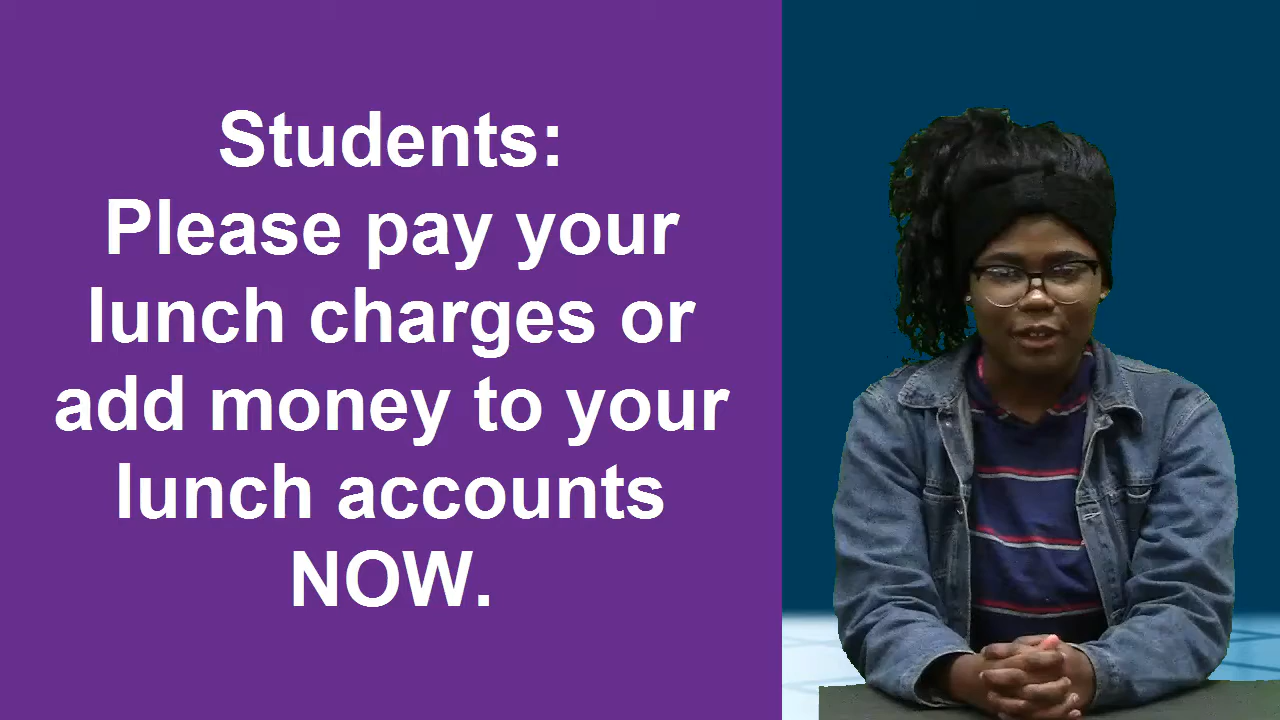 Students:
Please pay your
lunch charges or
add money to your
lunch accounts
NOW.